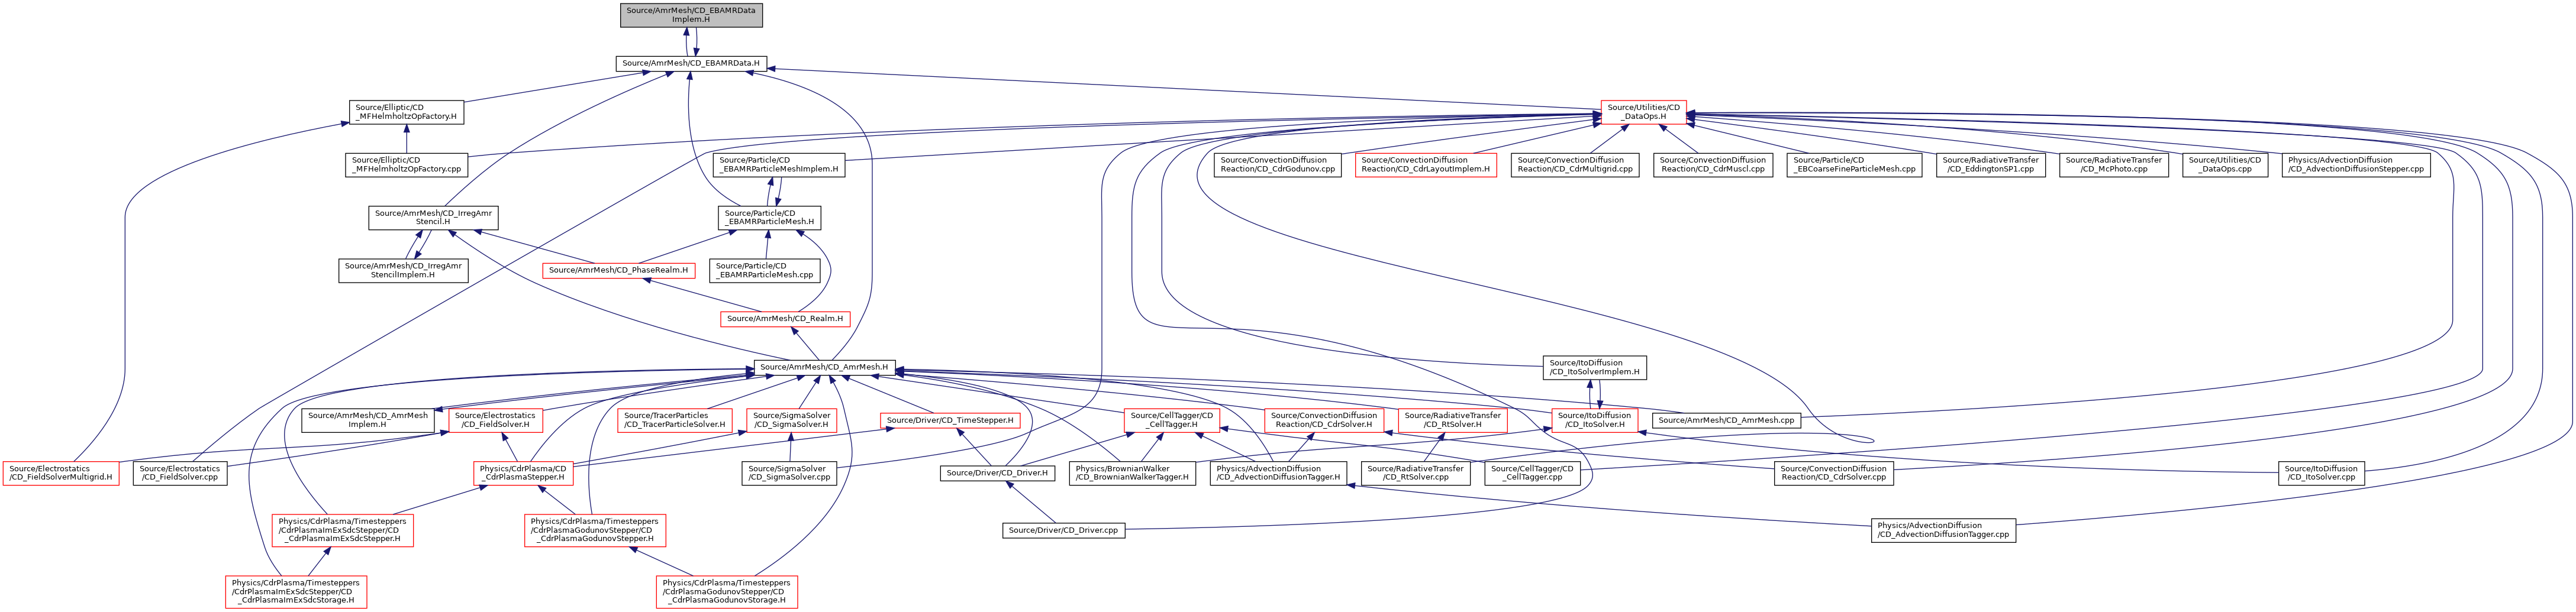 Source/AmrMesh/CD_EBAMRData
Implem.H
Source/AmrMesh/CD_EBAMRData.H
Source/Elliptic/CD
_MFHelmholtzOpFactory.H
Source/Utilities/CD
_DataOps.H
Source/Elliptic/CD
_MFHelmholtzOpFactory.cpp
Source/Particle/CD
_EBAMRParticleMeshImplem.H
Source/ConvectionDiffusion
Reaction/CD_CdrGodunov.cpp
Source/ConvectionDiffusion
Reaction/CD_CdrLayoutImplem.H
Source/ConvectionDiffusion
Reaction/CD_CdrMultigrid.cpp
Source/ConvectionDiffusion
Reaction/CD_CdrMuscl.cpp
Source/Particle/CD
_EBCoarseFineParticleMesh.cpp
Source/RadiativeTransfer
/CD_EddingtonSP1.cpp
Source/RadiativeTransfer
/CD_McPhoto.cpp
Source/Utilities/CD
_DataOps.cpp
Physics/AdvectionDiffusion
/CD_AdvectionDiffusionStepper.cpp
Source/AmrMesh/CD_IrregAmr
Stencil.H
Source/Particle/CD
_EBAMRParticleMesh.H
Source/AmrMesh/CD_IrregAmr
StencilImplem.H
Source/AmrMesh/CD_PhaseRealm.H
Source/Particle/CD
_EBAMRParticleMesh.cpp
Source/AmrMesh/CD_Realm.H
Source/AmrMesh/CD_AmrMesh.H
Source/ItoDiffusion
/CD_ItoSolverImplem.H
Source/AmrMesh/CD_AmrMesh
Implem.H
Source/Electrostatics
/CD_FieldSolver.H
Source/TracerParticles
/CD_TracerParticleSolver.H
Source/SigmaSolver
/CD_SigmaSolver.H
Source/Driver/CD_TimeStepper.H
Source/CellTagger/CD
_CellTagger.H
Source/ConvectionDiffusion
Reaction/CD_CdrSolver.H
Source/RadiativeTransfer
/CD_RtSolver.H
Source/ItoDiffusion
/CD_ItoSolver.H
Source/AmrMesh/CD_AmrMesh.cpp
Source/Electrostatics
/CD_FieldSolverMultigrid.H
Source/Electrostatics
/CD_FieldSolver.cpp
Physics/CdrPlasma/CD
_CdrPlasmaStepper.H
Source/SigmaSolver
/CD_SigmaSolver.cpp
Source/Driver/CD_Driver.H
Physics/BrownianWalker
/CD_BrownianWalkerTagger.H
Physics/AdvectionDiffusion
/CD_AdvectionDiffusionTagger.H
Source/RadiativeTransfer
/CD_RtSolver.cpp
Source/CellTagger/CD
_CellTagger.cpp
Source/ConvectionDiffusion
Reaction/CD_CdrSolver.cpp
Source/ItoDiffusion
/CD_ItoSolver.cpp
Physics/CdrPlasma/Timesteppers
/CdrPlasmaImExSdcStepper/CD
_CdrPlasmaImExSdcStepper.H
Physics/CdrPlasma/Timesteppers
/CdrPlasmaGodunovStepper/CD
_CdrPlasmaGodunovStepper.H
Source/Driver/CD_Driver.cpp
Physics/AdvectionDiffusion
/CD_AdvectionDiffusionTagger.cpp
Physics/CdrPlasma/Timesteppers
/CdrPlasmaImExSdcStepper/CD
_CdrPlasmaImExSdcStorage.H
Physics/CdrPlasma/Timesteppers
/CdrPlasmaGodunovStepper/CD
_CdrPlasmaGodunovStorage.H